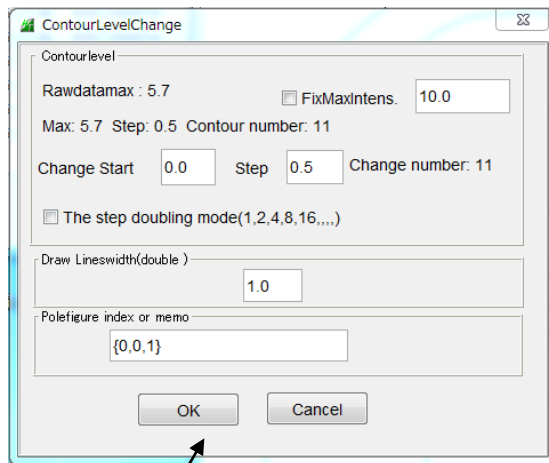 ContourLevelChange
Contourlevel
Rawdatamax : 5.7
FixMaxIntens. 10.0
Max: 5.7 Step: 0.5 Contour number: 11
Change Start 0.0 Step 0.5 Change number: 11
The step doubling mode(1,2,4,8,16,,,,)
Draw Lineswidth(double )
1.0
Polefigure index or memo
{0,0,1}
OK Cancel